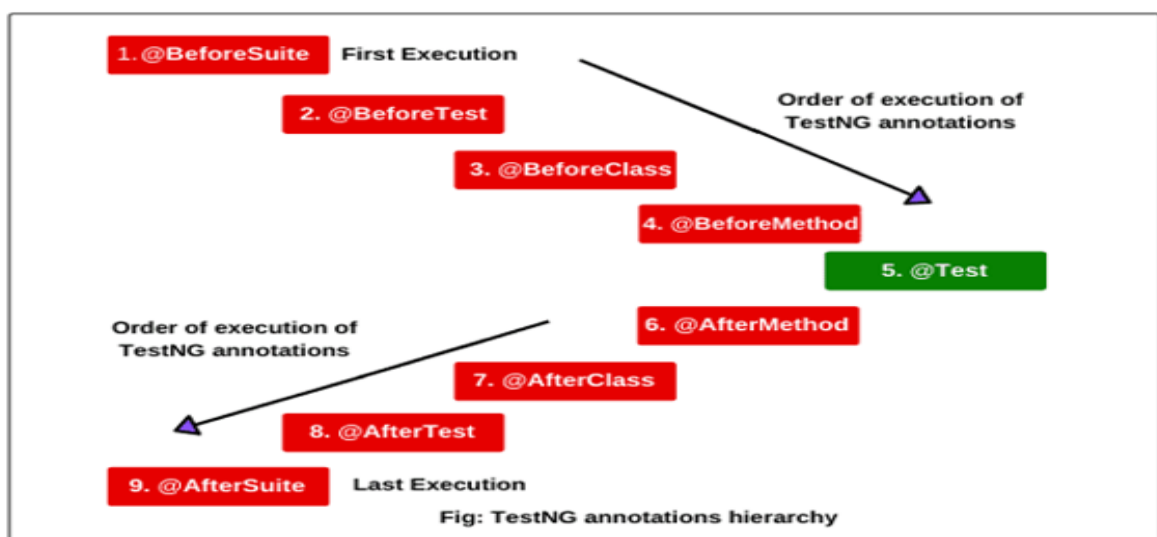 1. @BeforeSuite First Execution
2. @BeforeTest
Order of execution of
TestNG annotations
3. @BeforeClass
4. @BeforeMethod
5. @Test
6. @AfterMethod
Order of execution of
TestNG annotations
7. @AfterClass
8. @AfterTest
9. @AfterSuite Last Execution
Fig: TestNG annotations hierarchy